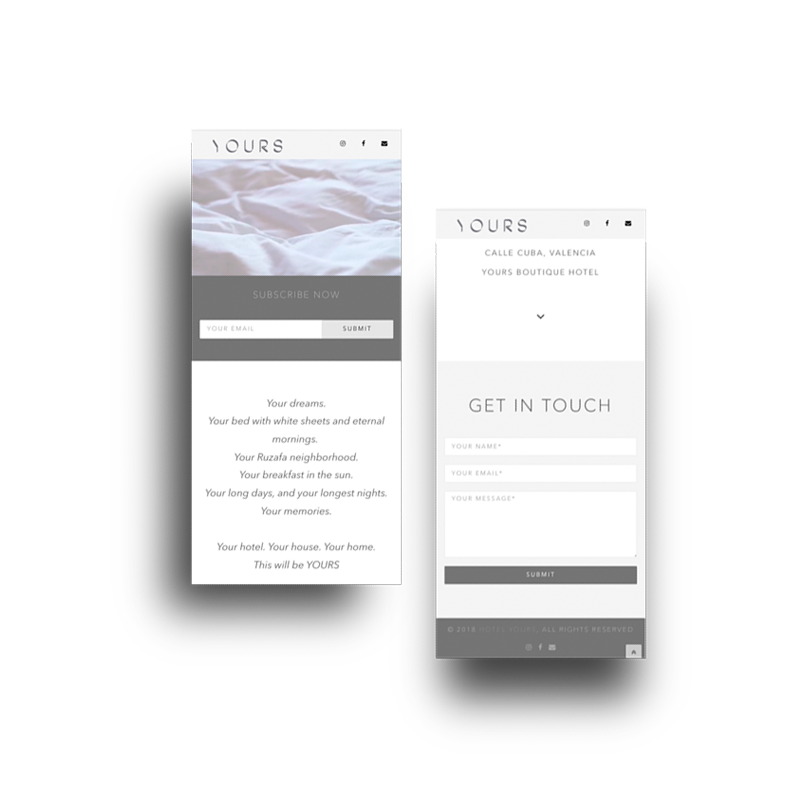 YOURS
SUBSCRIBE NOW
YOUR EMAIL
SUBMIT
Your dreams.
Your bed with white sheets and eternal
mornings.
Your Ruzafa neighborhood.
Your breakfast in the sun.
Your long days, and your longest nights.
Your memories.
Your hotel. Your house. Your home.
This will be YOURS
YOURS
CALLE CUBA, VALENCIA
YOURS BOUTIQUE HOTEL
GET IN TOUCH
YOUR NAME*
YOUR EMAIL*
YOUR MESSAGE*
SUBMIT
© 2018 HOTEL YOURS. ALL RIGHTS RESERVED